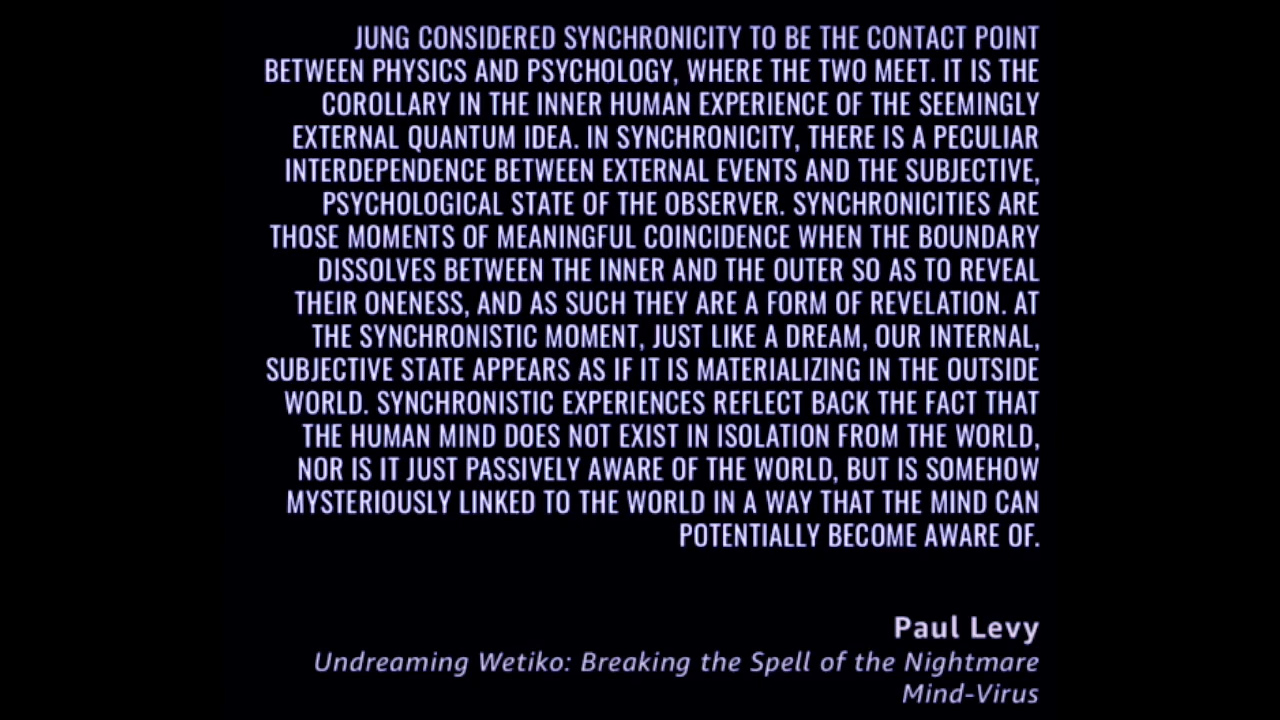 JUNG CONSIDERED SYNCHRONICITY TO BE THE CONTACT POINT
BETWEEN PHYSICS AND PSYCHOLOGY, WHERE THE TWO MEET. IT IS THE
COROLLARY IN THE INNER HUMAN EXPERIENCE OF THE SEEMINGLY
EXTERNAL QUANTUM IDEA. IN SYNCHRONICITY, THERE IS A PECULIAR
INTERDEPENDENCE BETWEEN EXTERNAL EVENTS AND THE SUBJECTIVE,
PSYCHOLOGICAL STATE OF THE OBSERVER. SYNCHRONICITIES ARE
THOSE MOMENTS OF MEANINGFUL COINCIDENCE WHEN THE BOUNDARY
DISSOLVES BETWEEN THE INNER AND THE OUTER SO AS TO REVEAL
THEIR ONENESS, AND AS SUCH THEY ARE A FORM OF REVELATION. AT
THE SYNCHRONISTIC MOMENT, JUST LIKE A DREAM, OUR INTERNAL,
SUBJECTIVE STATE APPEARS AS IF IT IS MATERIALIZING IN THE OUTSIDE
WORLD. SYNCHRONISTIC EXPERIENCES REFLECT BACK THE FACT THAT
THE HUMAN MIND DOES NOT EXIST IN ISOLATION FROM THE WORLD,
NOR IS IT JUST PASSIVELY AWARE OF THE WORLD, BUT IS SOMEHOW
MYSTERIOUSLY LINKED TO THE WORLD IN A WAY THAT THE MIND CAN
POTENTIALLY BECOME AWARE OF.
Paul Levy
Undreaming Wetiko: Breaking the Spell of the Nightmare
Mind-Virus